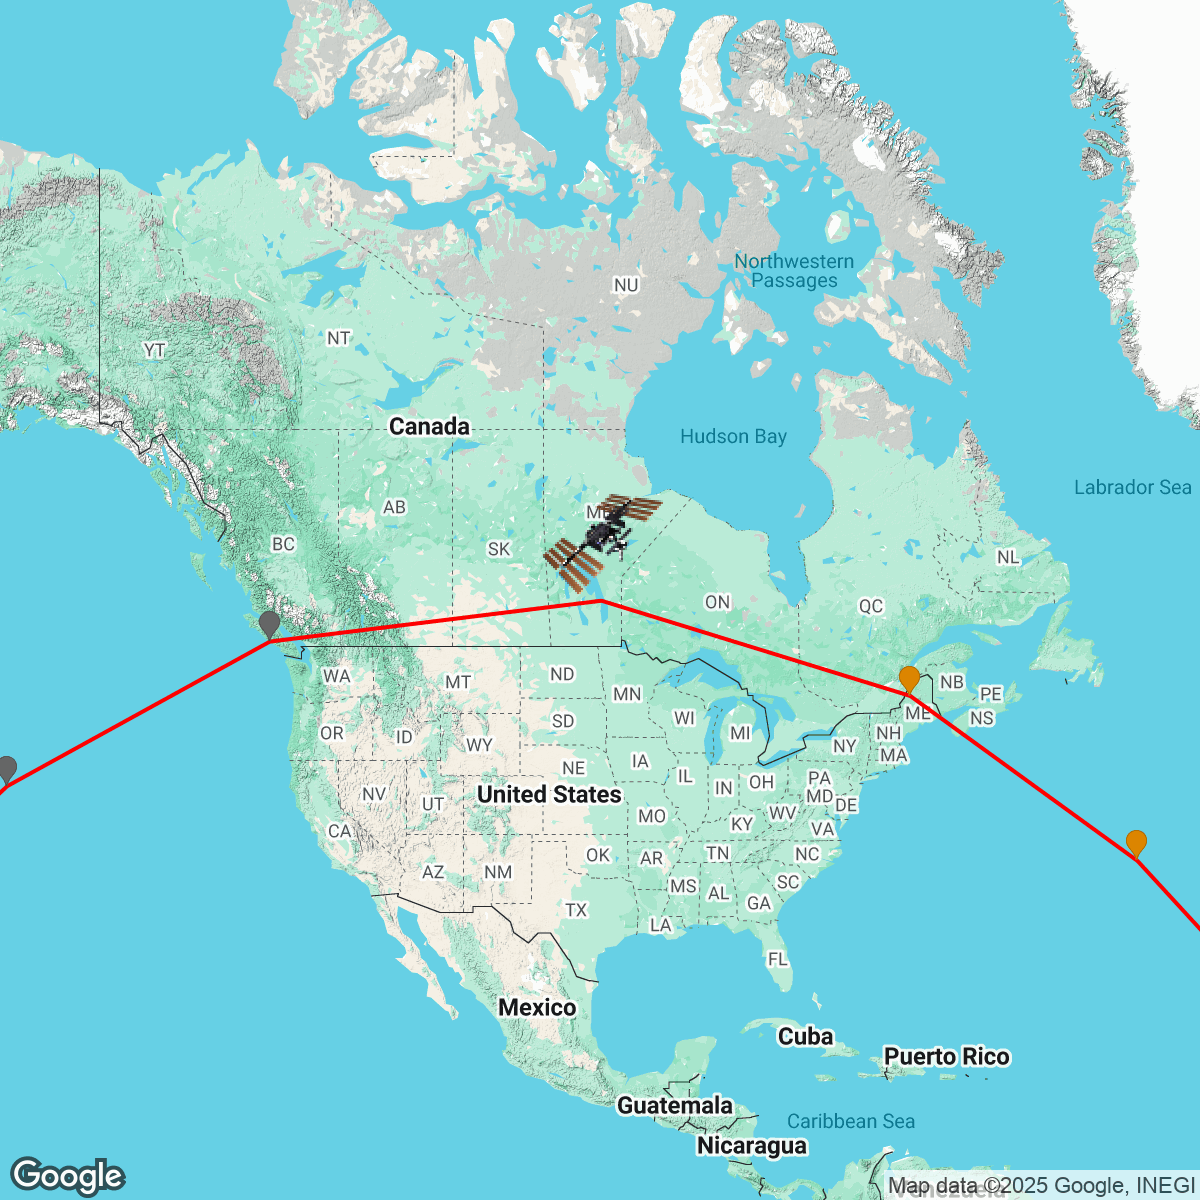 Northwestern
Passages
NU
NT
YT
Canada
Hudson Bay
Labrador Sea
AB
BC
SK
NL
ON
QC
WA
MT
ND
MN
NB
PE
NS
ME
OR
ID
WY
SD
WI
MI
NH
NY
MA
NE
IA
IL
IN
OH
PA
MD
DE
NV
UT
United States
CA
MO
KY
WV
VA
AZ
NM
OK
AR
TN
NC
MS
AL
SC
GA
TX
LA
FL
Mexico
Cuba
Puerto Rico
Guatemala
Caribbean Sea
Nicaragua
Google
Map data ©2025 Google, INEGI